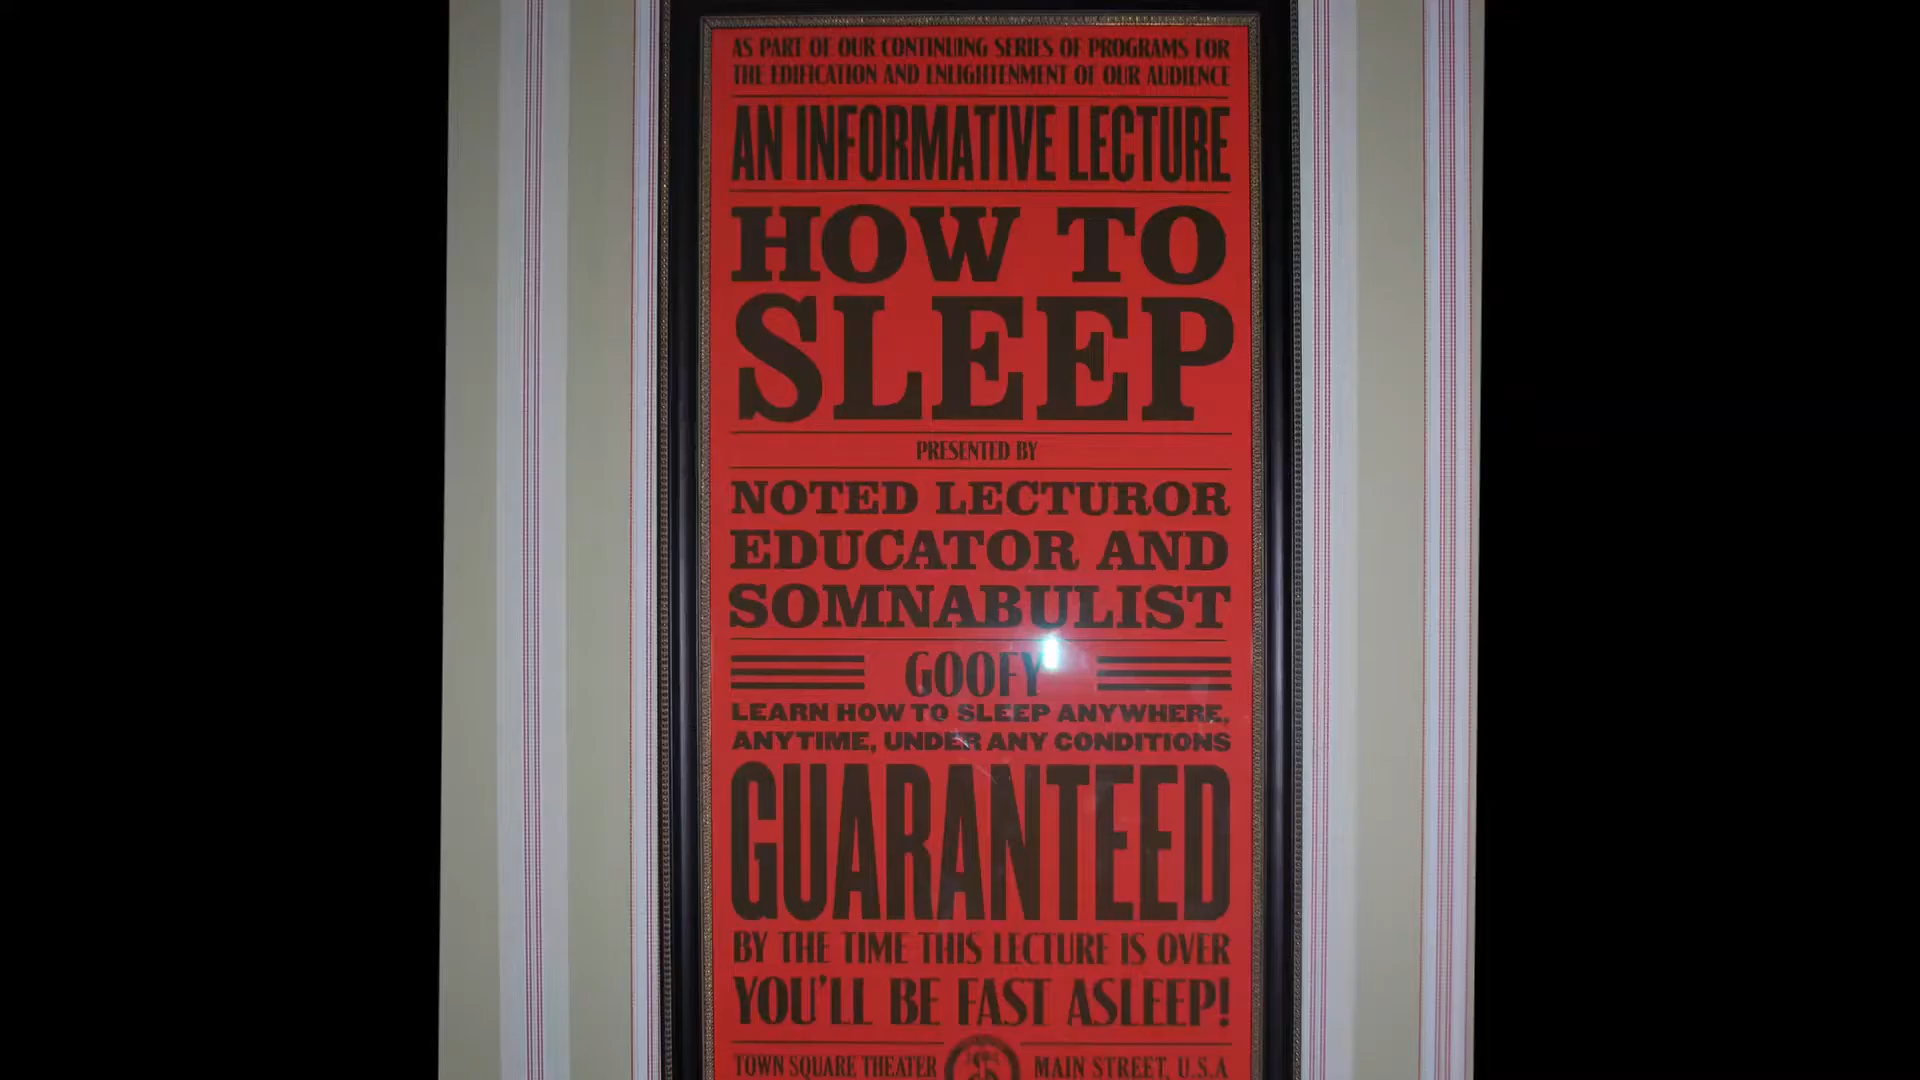 AS PART OF OUR CONTINUING SERIES OF PROGRAMS FOR
THE EDIFICATION AND ENLIGHTENMENT OF OUR AUDIENCE
AN INFORMATIVE LECTURE
HOW TO
SLEEP
PRESENTED BY
NOTED LECTUROR
EDUCATOR AND
SOMNABULIST
GOOFY
LEARN HOW TO SLEEP ANYWHERE,
ANYTIME, UNDER ANY CONDITIONS
GUARANTEED
BY THE TIME THIS LECTURE IS OVER
YOU'LL BE FAST ASLEEP!
TOWN SQUARE THEATER MAIN STREET, U.S.A